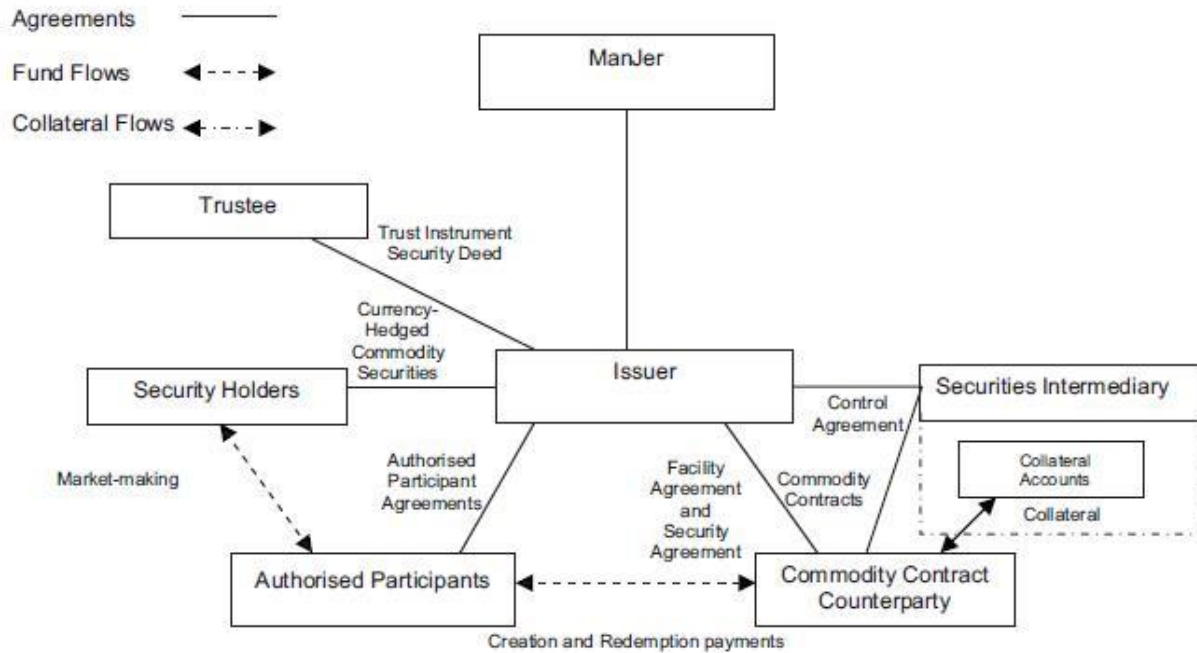 Agreements
Fund Flows
Collateral Flows
ManJer
Trustee
Trust Instrument
Security Deed
Currency-
Hedged
Commodity
Securities
Issuer
Security Holders
Securities Intermediary
Control
Agreement
Collateral
Accounts
Collateral
Market-making
Authorised
Participant
Agreements
Facility
Agreement
and
Security
Agreement
Commodity
Contracts
Authorised Participants
Commodity Contract
Counterparty
Creation and Redemption payments